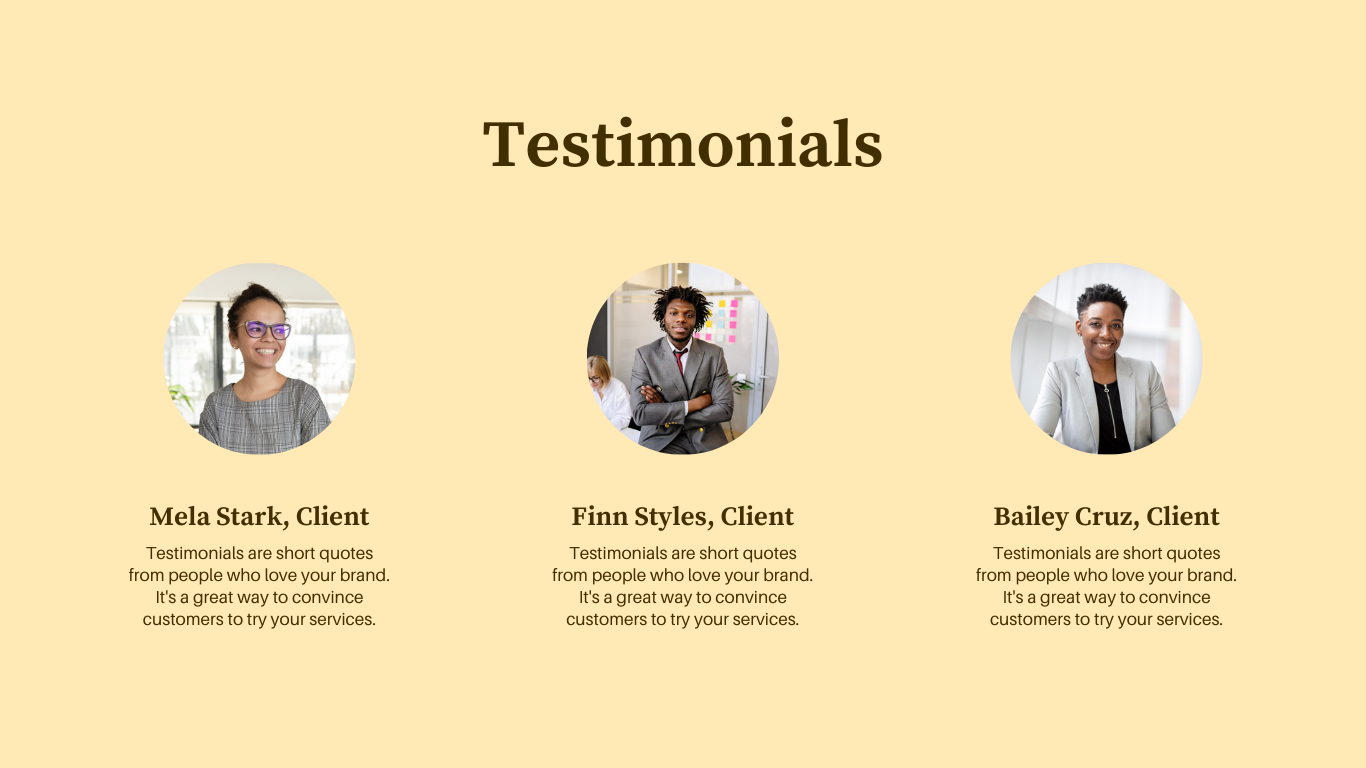 Testimonials
Mela Stark, Client
Testimonials are short quotes
from people who love your brand.
It's a great way to convince
customers to try your services.
Finn Styles, Client
Testimonials are short quotes
from people who love your brand.
It's a great way to convince
customers to try your services.
Bailey Cruz, Client
Testimonials are short quotes
from people who love your brand.
It's a great way to convince
customers to try your services.